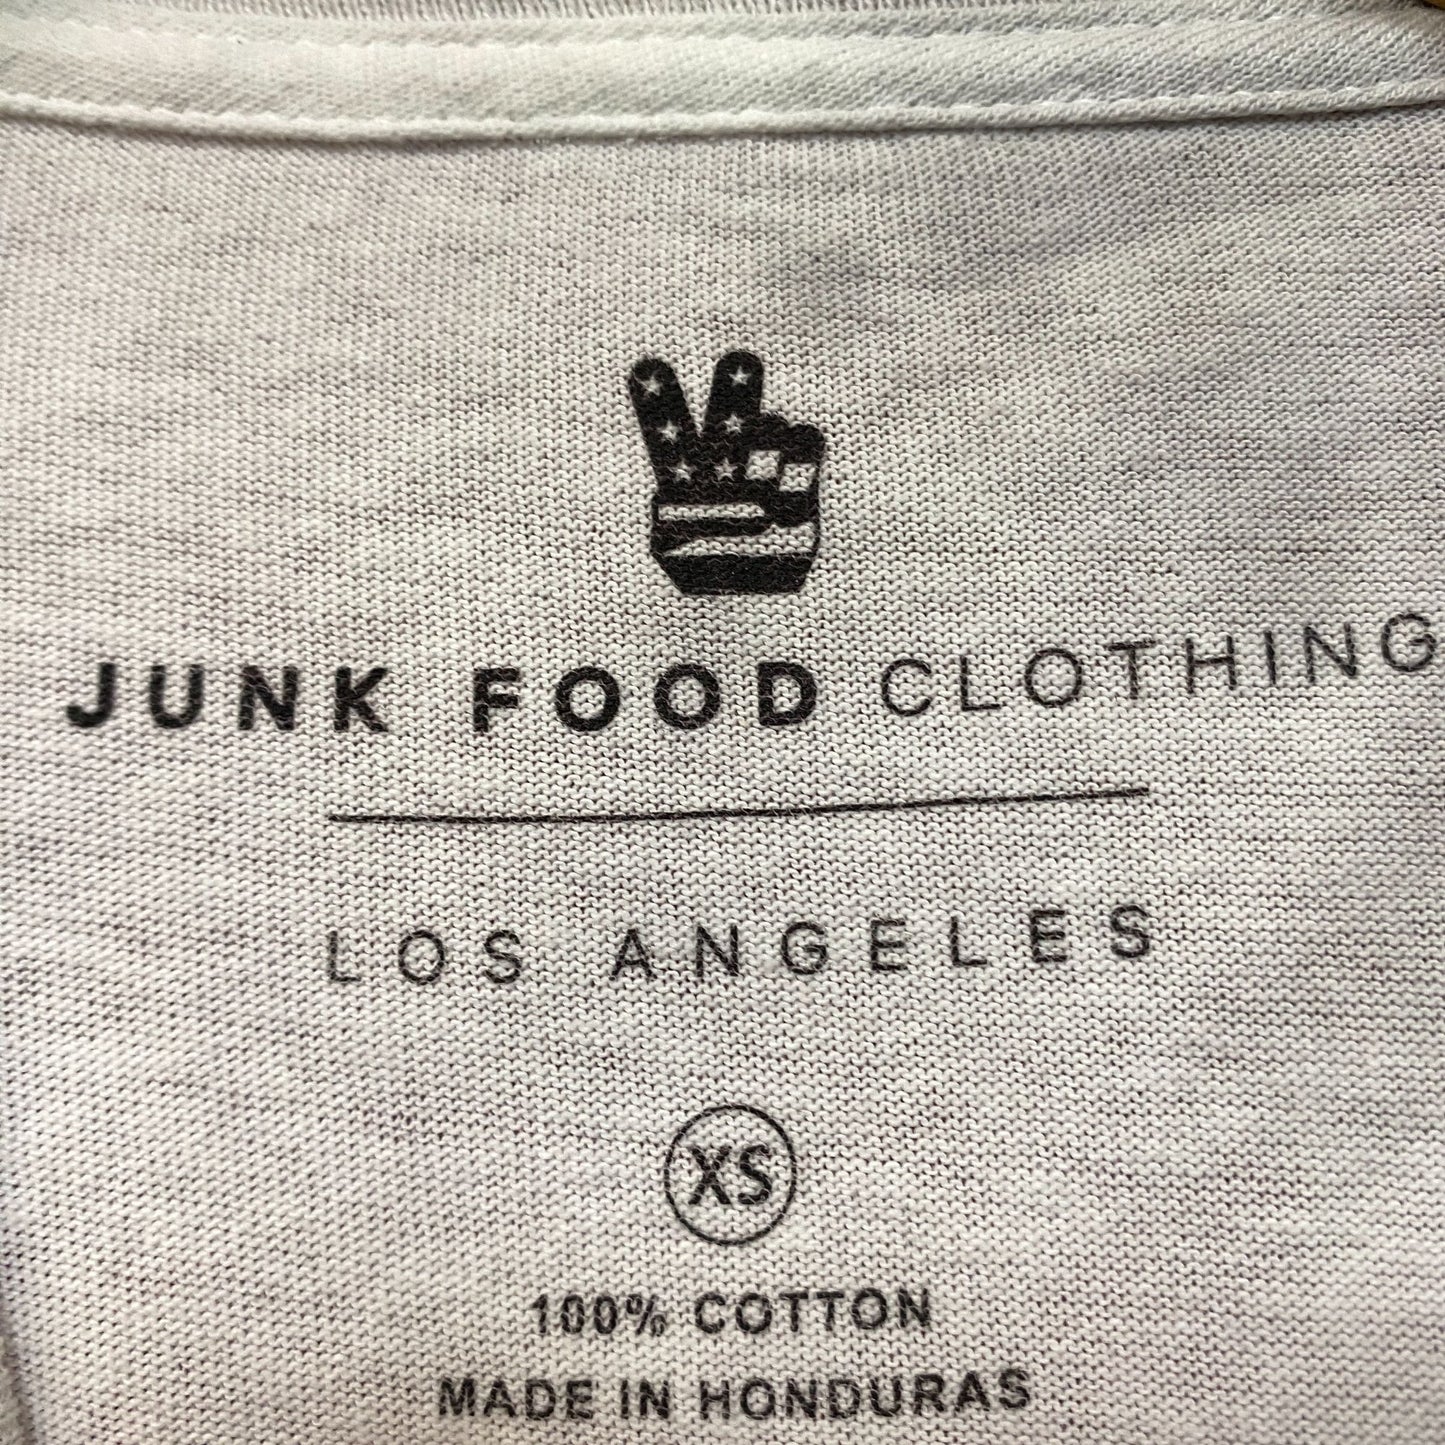 JUNK FOOD CLOTHING
LOS ANGELES
XS
100% COTTON
MADE IN HONDURAS